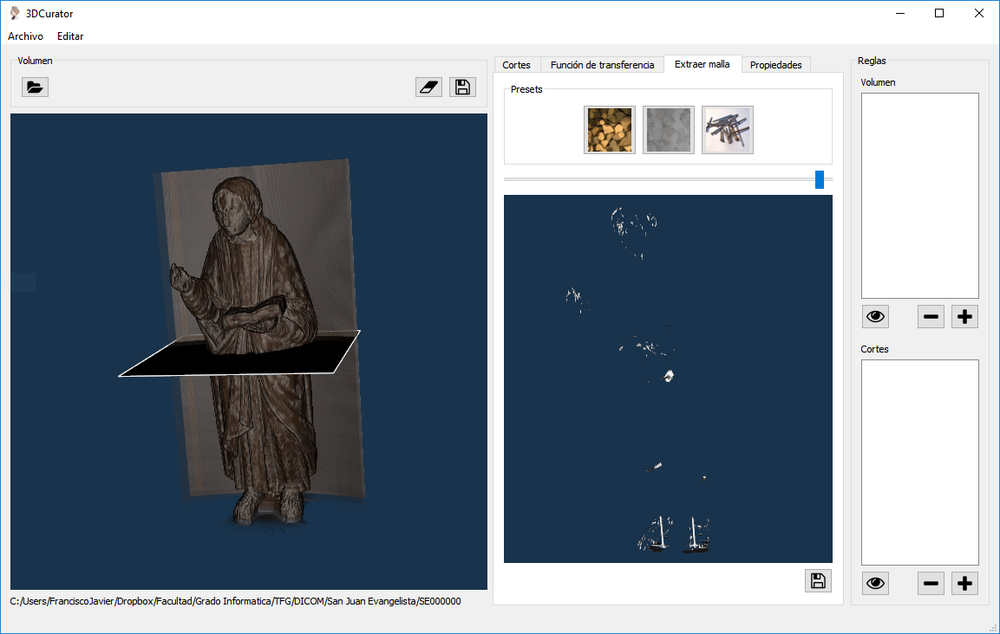 3DCurator
Archivo Editar
Volumen
Cortes Función de transferencia Extraer malla Propiedades
Presets
Reglas
Volumen
Cortes
C:/Users/FranciscoJavier/Dropbox/Facultad/Grado Informatica/TFG/DICOM/San Juan Evangelista/SE000000